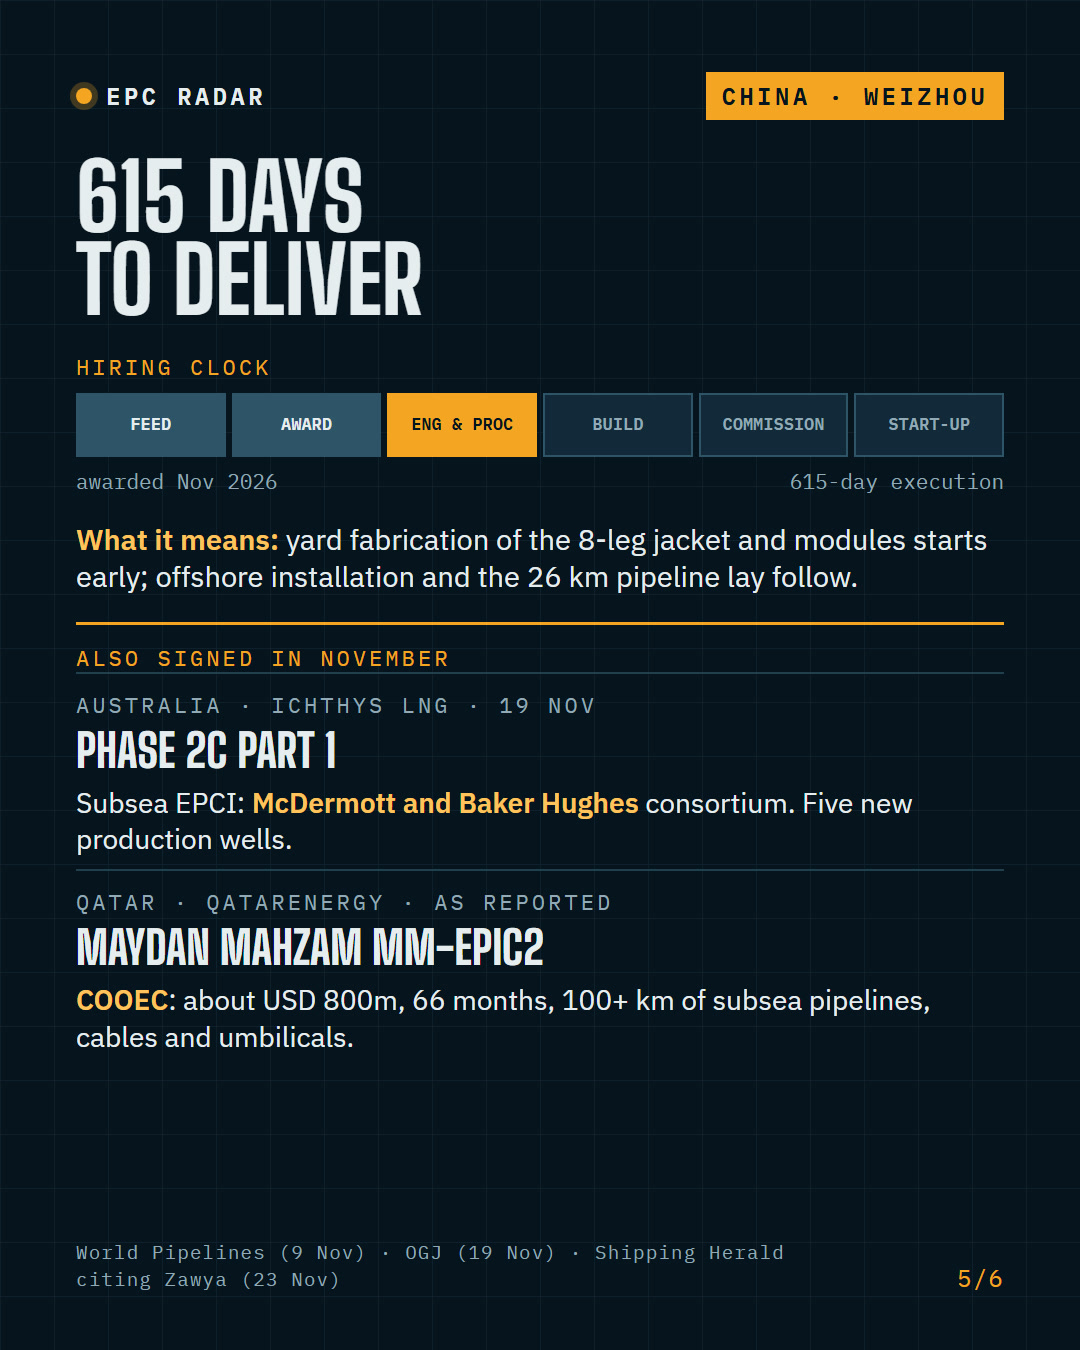 EPC RADAR
CHINA · WEIZHOU
615 DAYS
TO DELIVER
HIRING CLOCK
FEED
AWARD
ENG & PROC
BUILD
COMMISSION
START-UP
awarded Nov 2026
615-day execution
What it means: yard fabrication of the 8-leg jacket and modules starts
early; offshore installation and the 26 km pipeline lay follow.
ALSO SIGNED IN NOVEMBER
AUSTRALIA · ICHTHYS LNG · 19 NOV
PHASE 2C PART 1
Subsea EPCI: McDermott and Baker Hughes consortium. Five new
production wells.
QATAR · QATARENERGY · AS REPORTED
MAYDAN MAHZAM MM-EPIC2
COOEC: about USD 800m, 66 months, 100+ km of subsea pipelines,
cables and umbilicals.
World Pipelines (9 Nov) · OGJ (19 Nov) · Shipping Herald
citing Zawya (23 Nov)
5/6